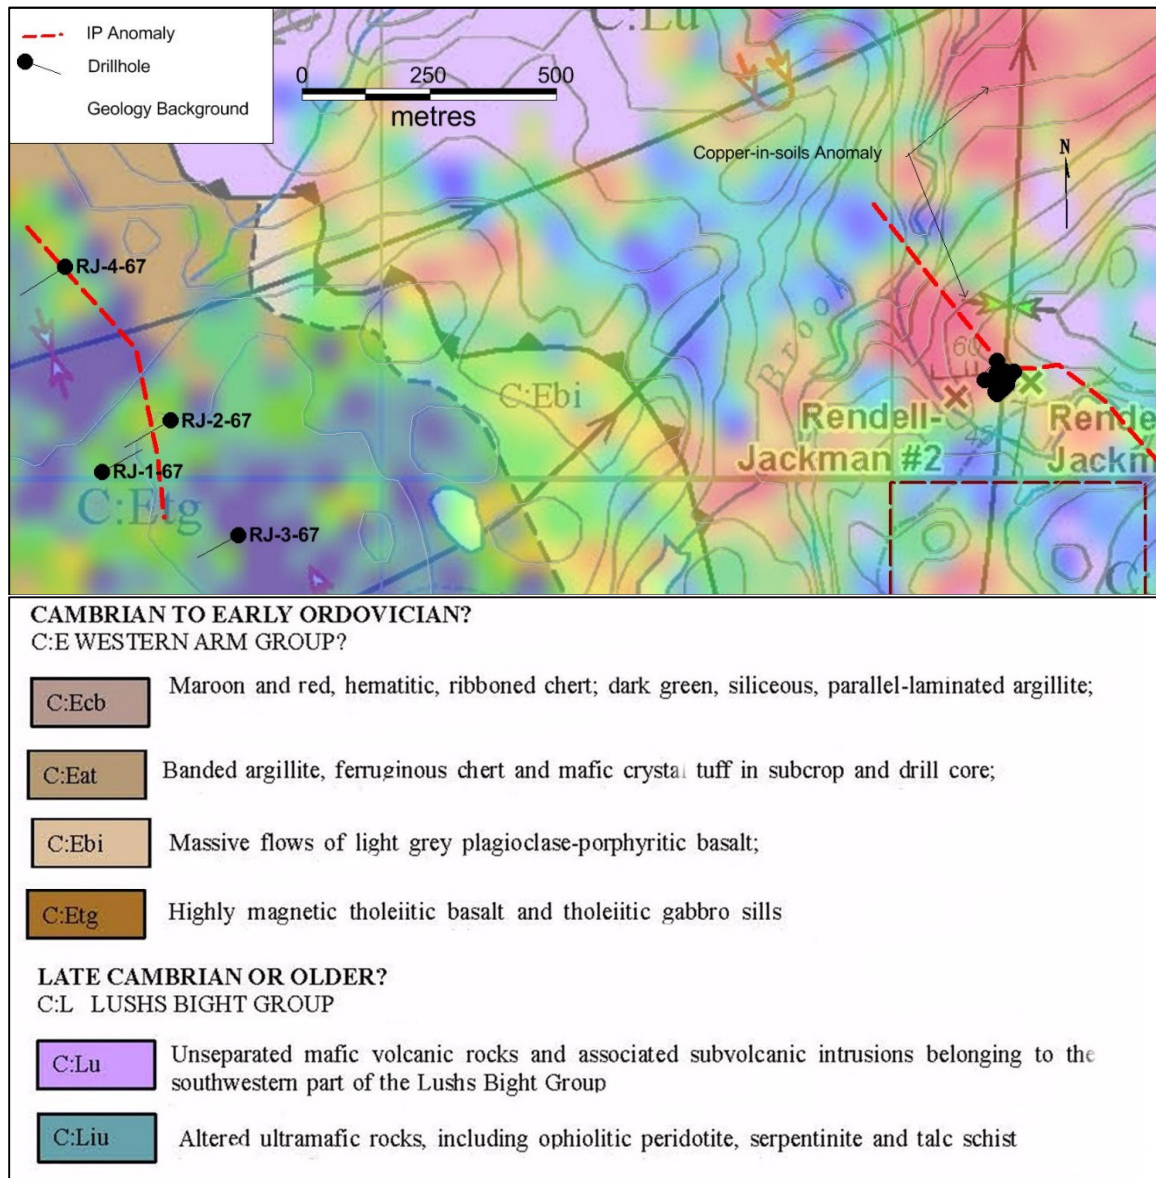 IP Anomaly
Drillhole
Geology Background
0 250 500
metres
C:Lu
Copper-in-soils Anomaly
N
RJ-4-67
RJ-2-67
RJ-1-67
RJ-3-67
C:Etg
C:Ebi
Brook
60
45
Rendell-
Jackman #2
Rende
Jackm
CAMBRIAN TO EARLY ORDOVICIAN?
C:E WESTERN ARM GROUP?
C:Ecb Maroon and red, hematitic, ribboned chert; dark green, siliceous, parallel-laminated argillite;
C:Eat Banded argillite, ferruginous chert and mafic crystal tuff in subcrop and drill core;
C:Ebi Massive flows of light grey plagioclase-porphyritic basalt;
C:Etg Highly magnetic tholeiitic basalt and tholeiitic gabbro sills
LATE CAMBRIAN OR OLDER?
C:L LUSHS BIGHT GROUP
C:Lu Unseparated mafic volcanic rocks and associated subvolcanic intrusions belonging to the
southwestern part of the Lushs Bight Group
C:Liu Altered ultramafic rocks, including ophiolitic peridotite, serpentinite and talc schist